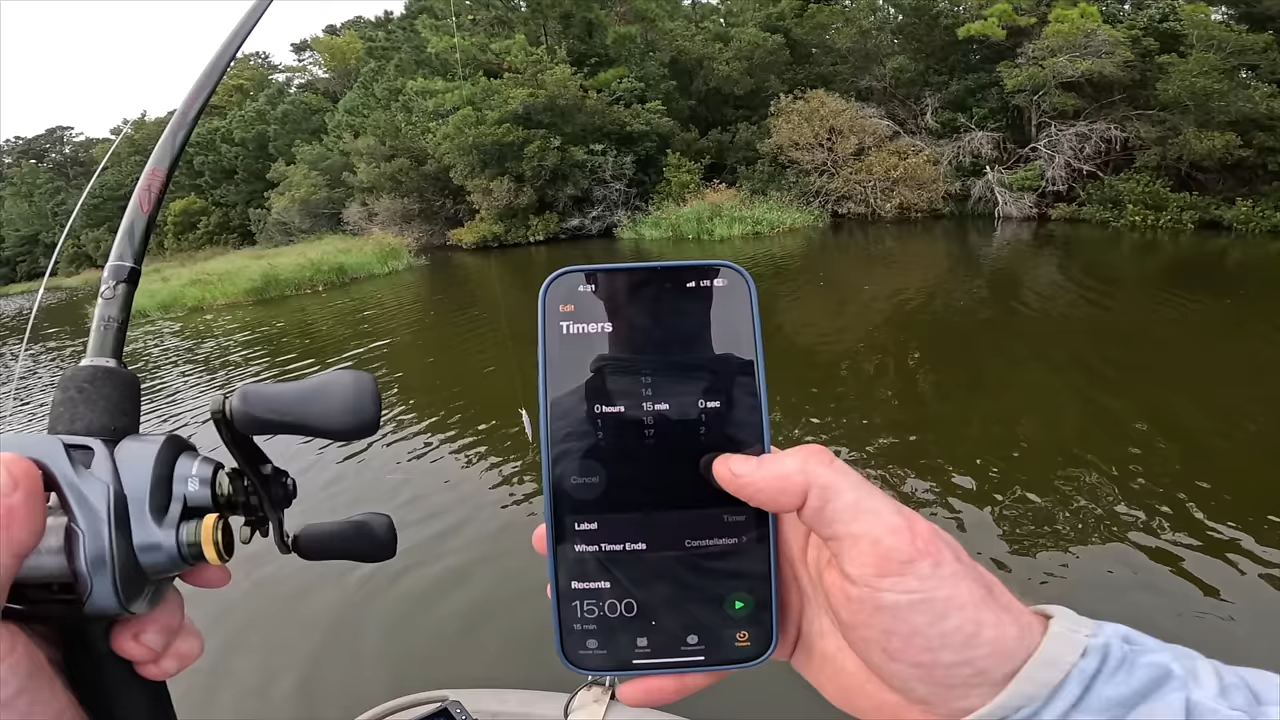 4:31 LTE
Edit
Timers
13
14
0 hours 15 min 0 sec
1 16 1
2 17 2
Cancel
Label Timer
When Timer Ends Constellation >
Recents
15:00
15 min
Timers